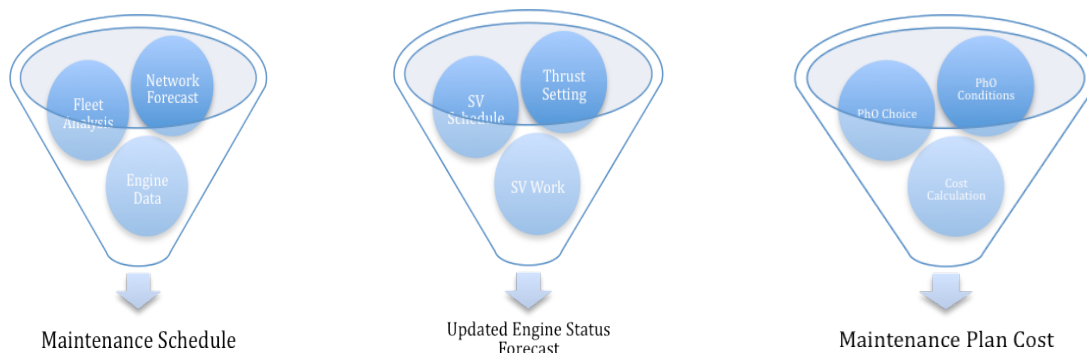 Network
Forecast
Fleet
Analysis
Engine
Data
Maintenance Schedule
Thrust
Setting
SV
Schedule
SV Work
Updated Engine Status
Forecast
PhO
Conditions
PhO Choice
Cost
Calculation
Maintenance Plan Cost